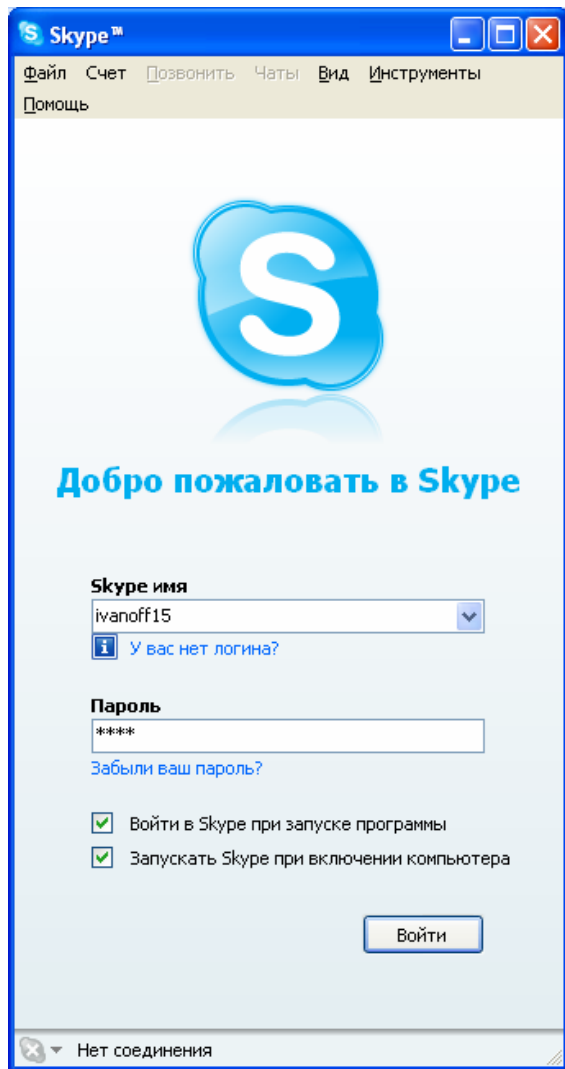 Skype™
Файл Счет Позвонить Чаты Вид Инструменты
Помощь
Добро пожаловать в Skype
Skype имя
ivanoff15
У вас нет логина?
Пароль
****
Забыли ваш пароль?
Войти в Skype при запуске программы
Запускать Skype при включении компьютера
Войти
Нет соединения